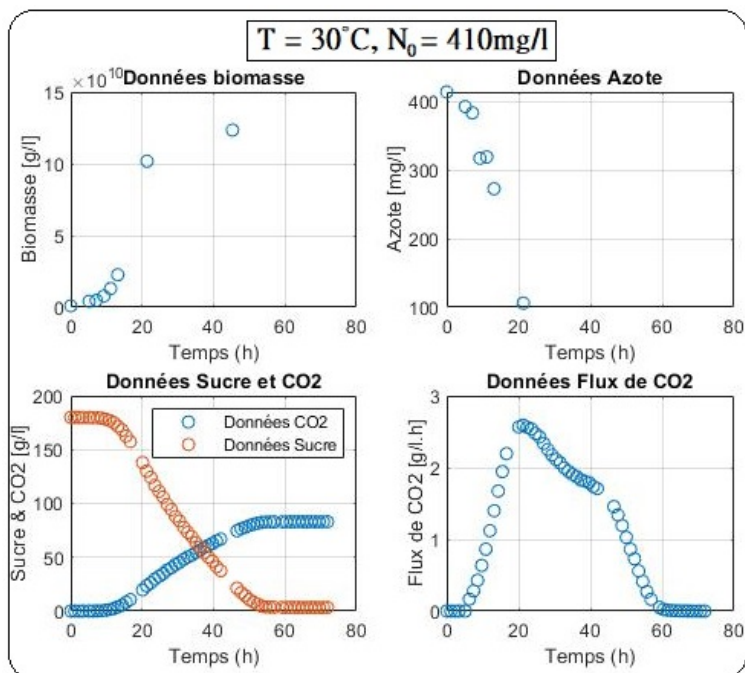 T = 30°C, N₀ = 410mg/l
×10¹⁰
Données biomasse
15
10
5
0
Biomasse [g/l]
0 20 40 60 80
Temps (h)
Données Azote
400
300
200
100
Azote [mg/l]
0 20 40 60 80
Temps (h)
Données Sucre et CO2
200
150
100
50
0
Sucre & CO2 [g/l]
Données CO2
Données Sucre
0 20 40 60 80
Temps (h)
Données Flux de CO2
3
2
1
0
Flux de CO2 [g/l.h]
0 20 40 60 80
Temps (h)